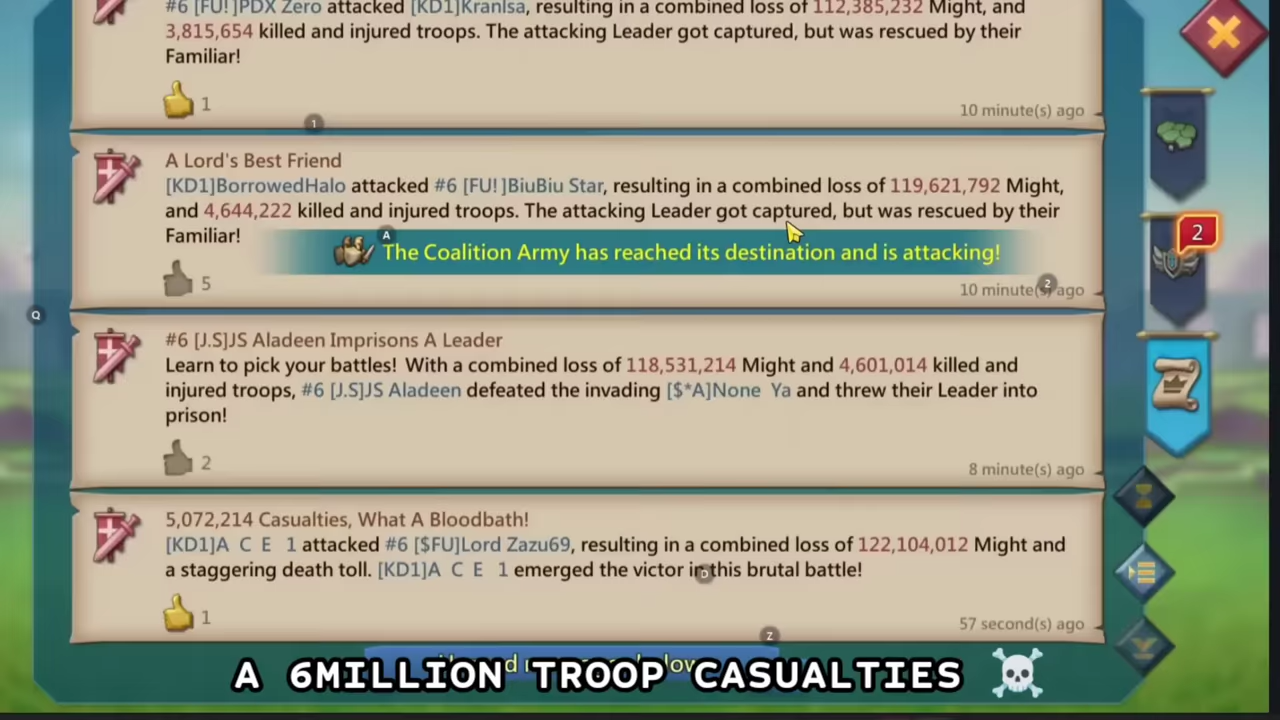 #6 [FU!]PDX Zero attacked [KD1]KranIsa, resulting in a combined loss of 112,385,232 Might, and
3,815,654 killed and injured troops. The attacking Leader got captured, but was rescued by their
Familiar!
1
10 minute(s) ago
1
A Lord's Best Friend
[KD1]BorrowedHalo attacked #6 [FU!]BiuBiu Star, resulting in a combined loss of 119,621,792 Might,
and 4,644,222 killed and injured troops. The attacking Leader got captured, but was rescued by their
Familiar!
A
The Coalition Army has reached its destination and is attacking!
2
5
10 minute(s) ago
2
Q
#6 [J.S]JS Aladeen Imprisons A Leader
Learn to pick your battles! With a combined loss of 118,531,214 Might and 4,601,014 killed and
injured troops, #6 [J.S]JS Aladeen defeated the invading [$*A]None Ya and threw their Leader into
prison!
2
8 minute(s) ago
5,072,214 Casualties, What A Bloodbath!
[KD1]A C E 1 attacked #6 [$FU]Lord Zazu69, resulting in a combined loss of 122,104,012 Might and
a staggering death toll. [KD1]A C E 1 emerged the victor in this brutal battle!
D
1
57 second(s) ago
Z
A 6MILLION TROOP CASUALTIES ☠